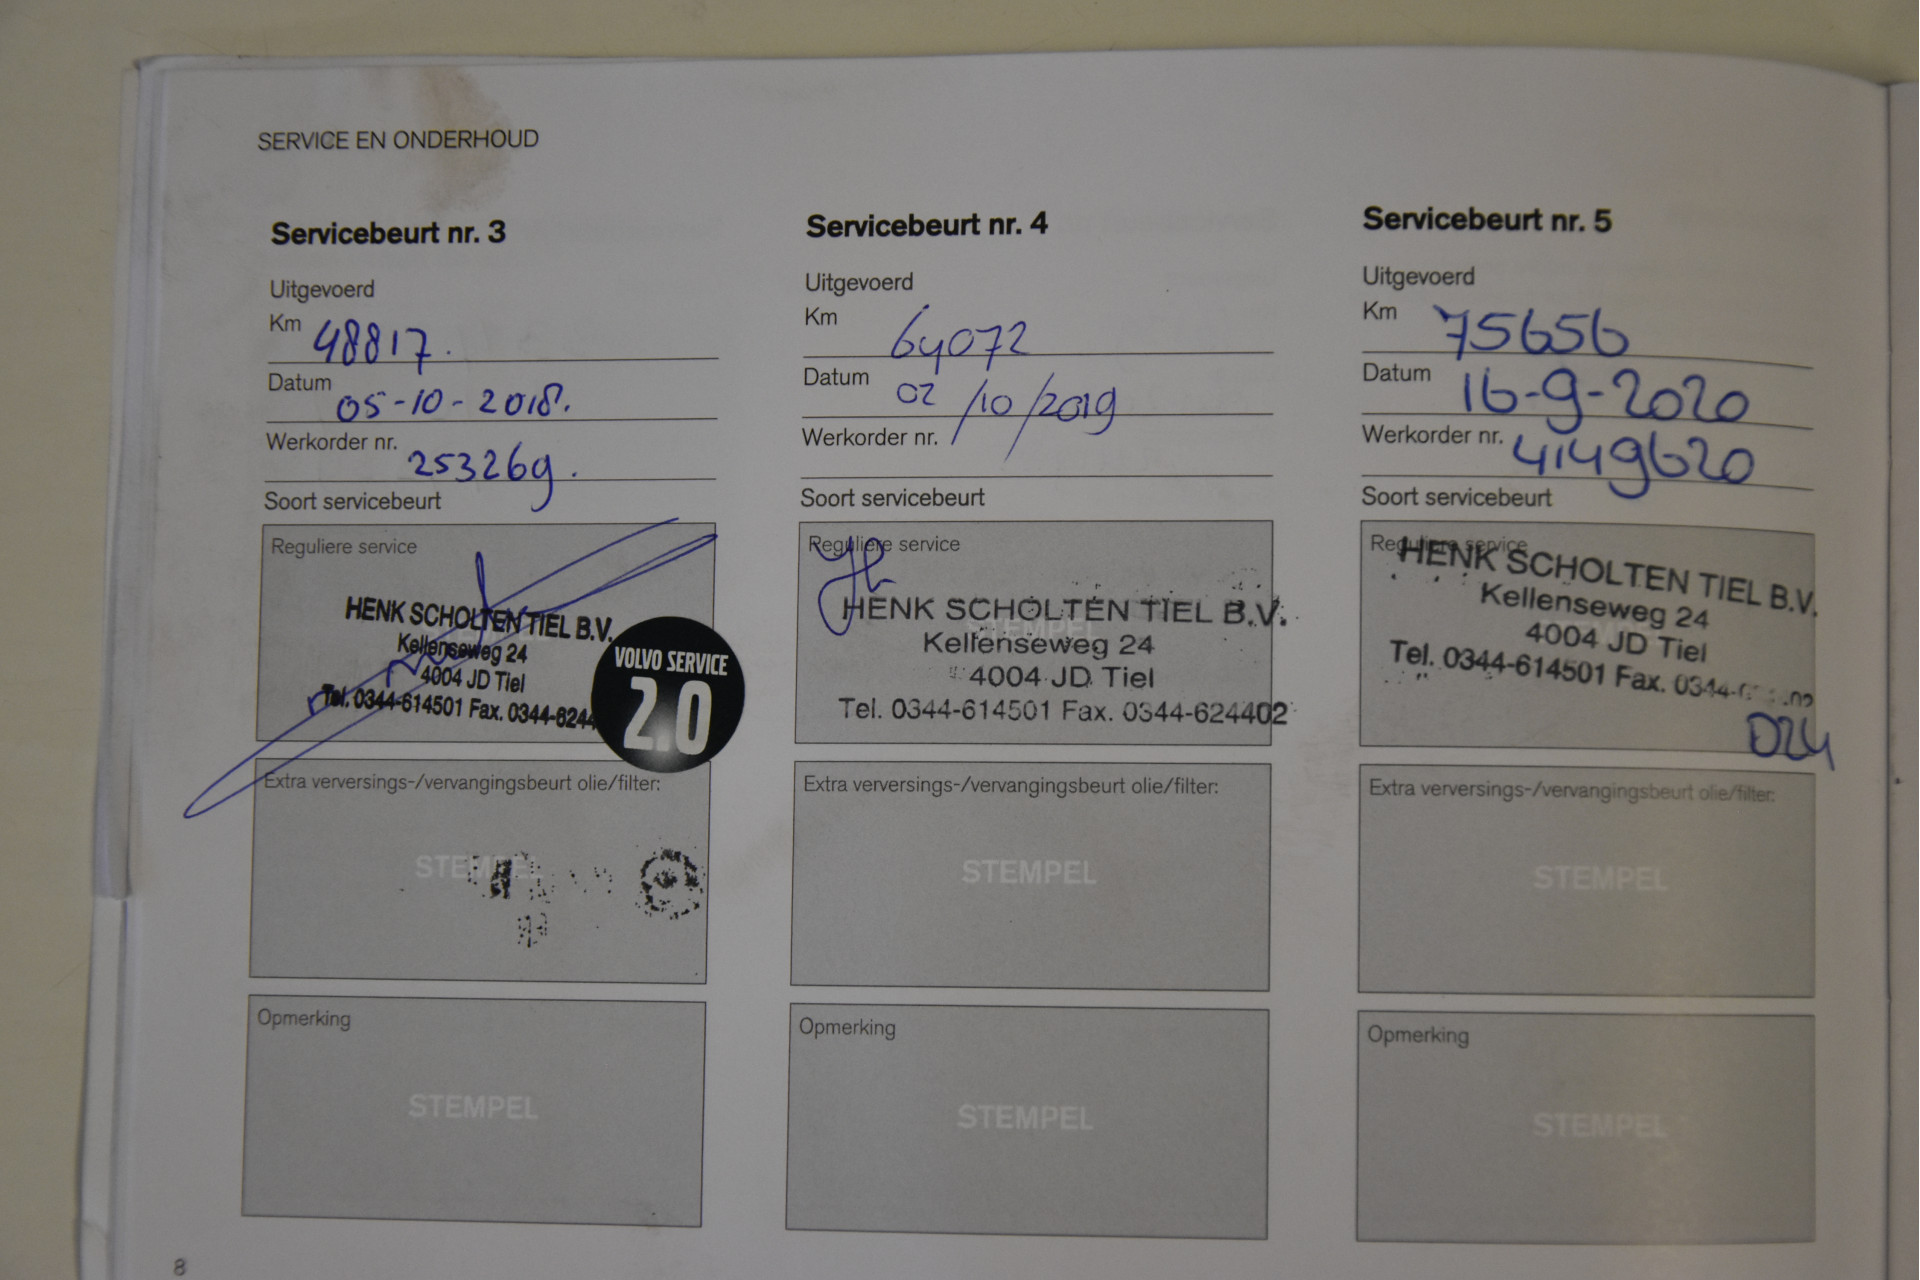 SERVICE EN ONDERHOUD
Servicebeurt nr. 3
Uitgevoerd
Km 48817.
Datum 05-10-2018.
Werkorder nr. 253269.
Soort servicebeurt
Reguliere service
HENK SCHOLTEN TIEL B.V.
Kellenseweg 24
4004 JD Tiel
Tel. 0344-614501 Fax. 0344-6244
VOLVO SERVICE
2.0
Extra verversings-/vervangingsbeurt olie/filter:
STEMPEL
Opmerking
STEMPEL
Servicebeurt nr. 4
Uitgevoerd
Km 64072
Datum 02/10/2019
Werkorder nr.
Soort servicebeurt
Reguliere service
STEMPEL
HENK SCHOLTEN TIEL B.V.
Kellenseweg 24
4004 JD Tiel
Tel. 0344-614501 Fax. 0344-624402
Extra verversings-/vervangingsbeurt olie/filter:
STEMPEL
Opmerking
STEMPEL
Servicebeurt nr. 5
Uitgevoerd
Km 75656
Datum 16-9-2020
Werkorder nr. 4149620
Soort servicebeurt
Reguliere service
HENK SCHOLTEN TIEL B.V.
Kellenseweg 24
4004 JD Tiel
Tel. 0344-614501 Fax. 0344-
D24
Extra verversings-/vervangingsbeurt olie/filter:
STEMPEL
Opmerking
STEMPEL
8